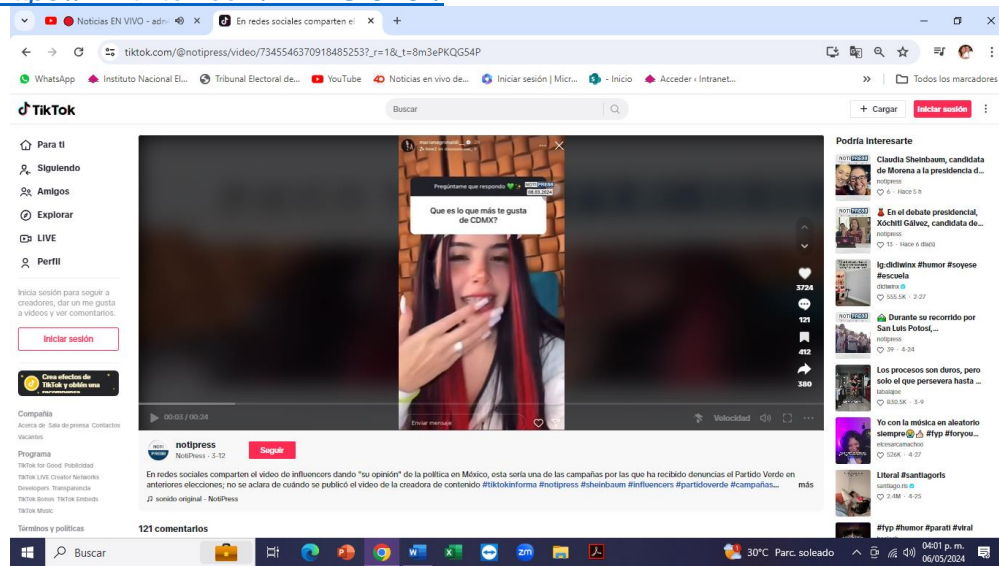 Noticias EN VIVO - adn
En redes sociales comparten el
tiktok.com/@notipress/video/7345546370918485253?_r=1&_t=8m3ePKQG54P
WhatsApp
Instituto Nacional El...
Tribunal Electoral de...
YouTube
Noticias en vivo de...
Iniciar sesión | Micr...
- Inicio
Acceder ‹ Intranet...
»
Todos los marcadores
TikTok
Buscar
+ Cargar
Iniciar sesión
Para ti
Siguiendo
Amigos
Explorar
LIVE
Perfil
Inicia sesión para seguir a
creadores, dar un me gusta
a videos y ver comentarios.
Iniciar sesión
Crea efectos de
TikTok y obtén una
Compañía
Acerca de Sala de prensa Contactos
Vacantes
Programa
TikTok for Good Publicidad
TikTok LIVE Creator Networks
Developers Transparencia
TikTok Bonus TikTok Embeds
TikTok Music
Términos y políticas
Pregúntame que respondo
NOTIPRESS
08.03.2024
Que es lo que más te gusta
de CDMX?
Enviar mensaje
00:03 / 00:24
Velocidad
3724
121
412
380
notipress
NotiPress · 3-12
Seguir
En redes sociales comparten el video de influencers dando "su opinión" de la política en México, esta sería una de las campañas por las que ha recibido denuncias el Partido Verde en
anteriores elecciones; no se aclara de cuándo se publicó el video de la creadora de contenido #tiktokinforma #notipress #sheinbaum #influencers #partidoverde #campañas... más
sonido original - NotiPress
121 comentarios
Podría interesarte
Claudia Sheinbaum, candidata
de Morena a la presidencia d...
notipress
6 · Hace 5 h
En el debate presidencial,
Xóchitl Gálvez, candidata de...
notipress
13 · Hace 6 día(s)
Ig:didiwinx #humor #soyese
#escuela
didiwinx
555.5K · 2-27
Durante su recorrido por
San Luis Potosí,...
notipress
39 · 4-24
Los procesos son duros, pero
solo el que persevera hasta ...
labalajoe
830.5K · 3-9
Yo con la música en aleatorio
siempre #fyp #foryou...
elcesarcamachoo
526K · 4-27
Literal #santiagorls
santiago.rls
2.4M · 4-25
#fyp #humor #parati #viral
Buscar
30°C Parc. soleado
04:01 p. m.
06/05/2024